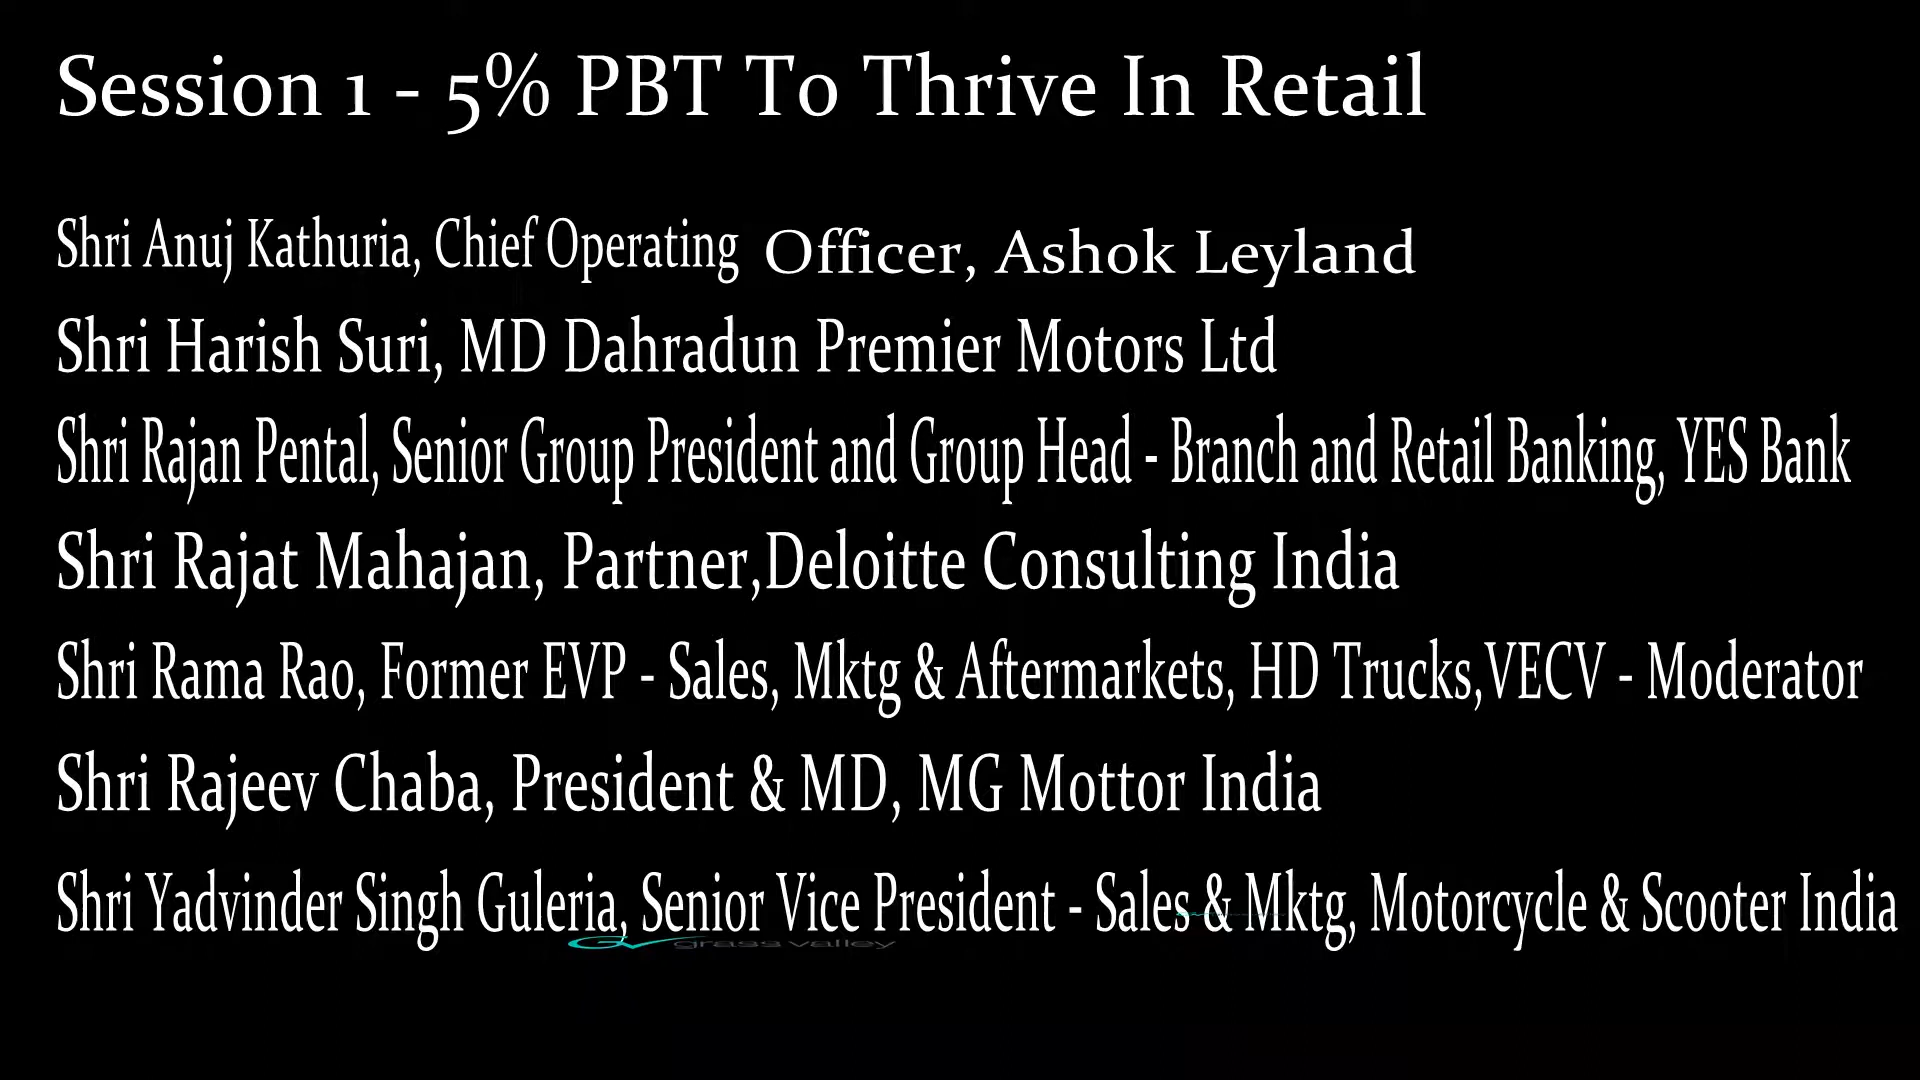 Session 1 - 5% PBT To Thrive In Retail
Shri Anuj Kathuria, Chief Operating Officer, Ashok Leyland
Shri Harish Suri, MD Dahradun Premier Motors Ltd
Shri Rajan Pental, Senior Group President and Group Head - Branch and Retail Banking, YES Bank
Shri Rajat Mahajan, Partner,Deloitte Consulting India
Shri Rama Rao, Former EVP - Sales, Mktg & Aftermarkets, HD Trucks,VECV - Moderator
Shri Rajeev Chaba, President & MD, MG Mottor India
Shri Yadvinder Singh Guleria, Senior Vice President - Sales & Mktg, Motorcycle & Scooter India
grass valley